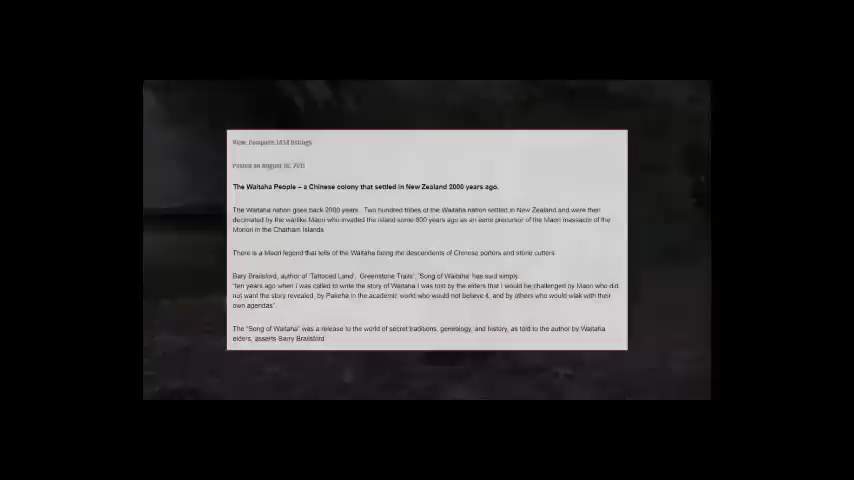 View: Complete 1434 listings
Posted on August 30, 2011
The Waitaha People – a Chinese colony that settled in New Zealand 2000 years ago.
The Waitaha nation goes back 2000 years. Two hundred tribes of the Waitaha nation settled in New Zealand and were then
decimated by the warlike Maori who invaded the island some 800 years ago as an eerie precursor of the Maori massacre of the
Moriori in the Chatham Islands
There is a Maori legend that tells of the Waitaha being the descendents of Chinese porters and stone cutters
Bary Brailsford, author of 'Tattooed Land', 'Greenstone Trails', 'Song of Waitaha' has said simply:
"ten years ago when I was called to write the story of Waitaha I was told by the elders that I would be challenged by Maori who did
not want the story revealed, by Pakeha in the academic world who would not believe it, and by others who would walk with their
own agendas".
The "Song of Waitaha" was a release to the world of secret traditions, geneology, and history, as told to the author by Waitaha
elders, asserts Barry Brailsford